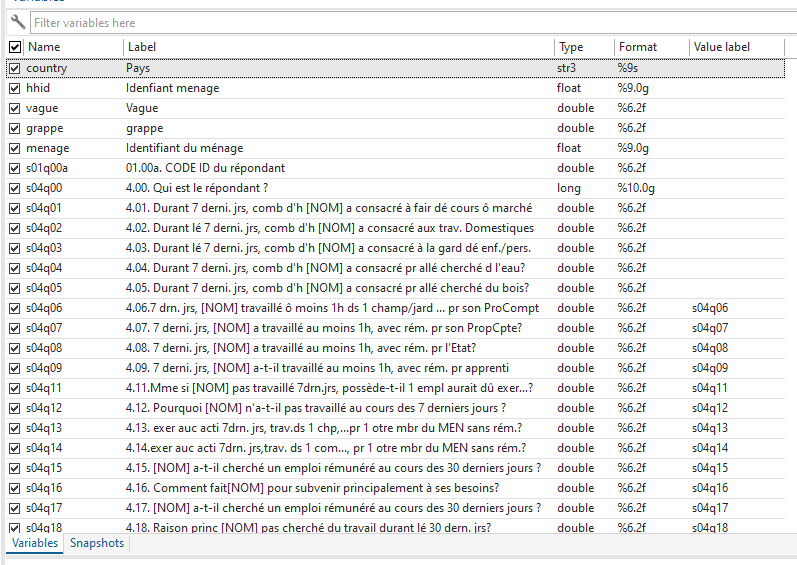 Filter variables here
Name Label Type Format Value label
country Pays str3 %9s
hhid Idenfiant menage float %9.0g
vague Vague double %6.2f
grappe grappe double %6.2f
menage Identifiant du ménage float %9.0g
s01q00a 01.00a. CODE ID du répondant double %6.2f
s04q00 4.00. Qui est le répondant ? long %10.0g
s04q01 4.01. Durant 7 derni. jrs, comb d'h [NOM] a consacré à fair dé cours ô marché double %6.2f
s04q02 4.02. Durant lé 7 derni. jrs, comb d'h [NOM] a consacré aux trav. Domestiques double %6.2f
s04q03 4.03. Durant lé 7 derni. jrs, comb d'h [NOM] a consacré à la gard dé enf./pers. double %6.2f
s04q04 4.04. Durant 7 derni. jrs, comb d'h [NOM] a consacré pr allé cherché d l'eau? double %6.2f
s04q05 4.05. Durant 7 derni. jrs, comb d'h [NOM] a consacré pr allé cherché du bois? double %6.2f
s04q06 4.06.7 drn. jrs, [NOM] travaillé ô moins 1h ds 1 champ/jard ... pr son ProCompt double %6.2f s04q06
s04q07 4.07. 7 derni. jrs, [NOM] a travaillé au moins 1h, avec rém. pr son PropCpte? double %6.2f s04q07
s04q08 4.08. 7 derni. jrs, [NOM] a travaillé au moins 1h, avec rém. pr l'Etat? double %6.2f s04q08
s04q09 4.09. 7 derni. jrs, [NOM] a-t-il travaillé au moins 1h, avec rém. pr apprenti double %6.2f s04q09
s04q11 4.11.Mme si [NOM] pas travaillé 7drn.jrs, possède-t-il 1 empl aurait dû exer...? double %6.2f s04q11
s04q12 4.12. Pourquoi [NOM] n'a-t-il pas travaillé au cours des 7 derniers jours ? double %6.2f s04q12
s04q13 4.13. exer auc acti 7drn. jrs, trav.ds 1 chp,...pr 1 otre mbr du MEN sans rém.? double %6.2f s04q13
s04q14 4.14.exer auc acti 7drn. jrs,trav. ds 1 com..., pr 1 otre mbr du MEN sans rém.? double %6.2f s04q14
s04q15 4.15. [NOM] a-t-il cherché un emploi rémunéré au cours des 30 derniers jours ? double %6.2f s04q15
s04q16 4.16. Comment fait[NOM] pour subvenir principalement à ses besoins? double %6.2f s04q16
s04q17 4.17. [NOM] a-t-il cherché un emploi rémunéré au cours des 30 derniers jours ? double %6.2f s04q17
s04q18 4.18. Raison princ [NOM] pas cherché du travail durant lé 30 dern. jrs? double %6.2f s04q18
Variables Snapshots